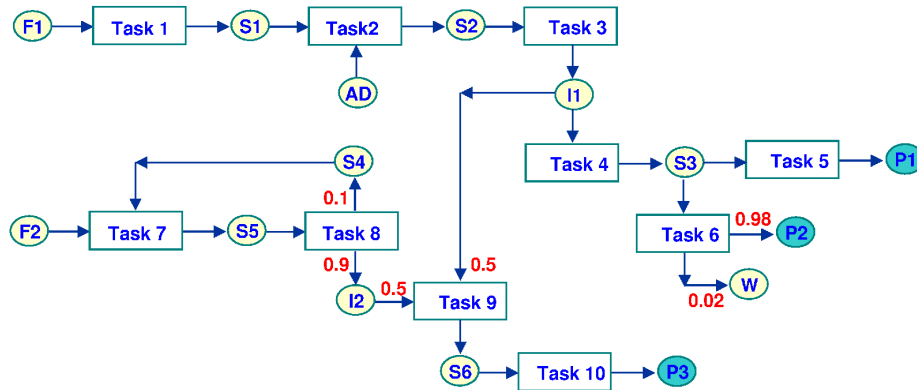 F1 Task 1 S1 Task2 S2 Task 3
AD I1
S4 Task 4 S3 Task 5 P1
0.1
F2 Task 7 S5 Task 8 Task 6 0.98 P2
0.9 0.5
I2 0.5 Task 9 0.02 W
S6 Task 10 P3